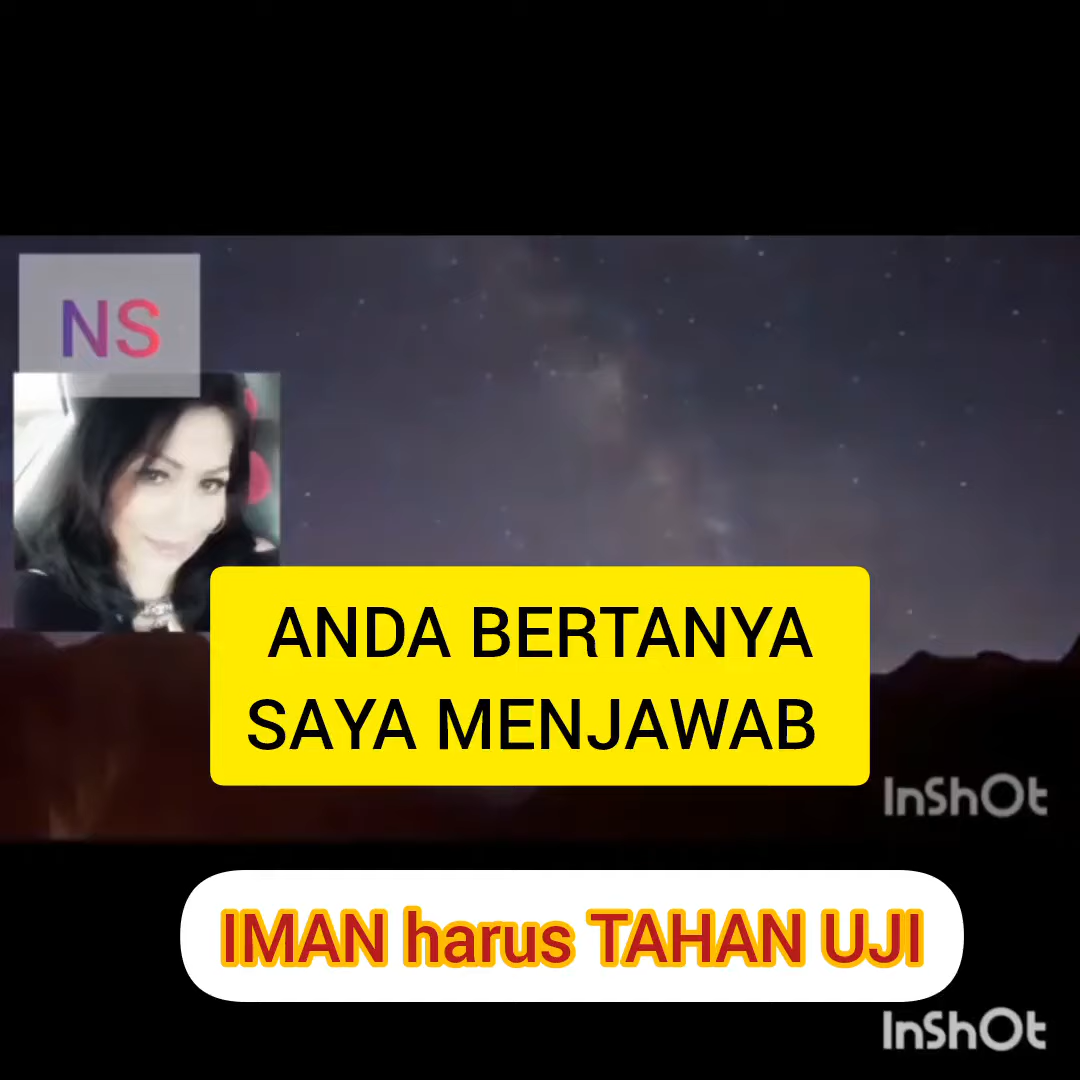 NS
ANDA BERTANYA
SAYA MENJAWAB
InShOt
IMAN harus TAHAN UJI
InShOt